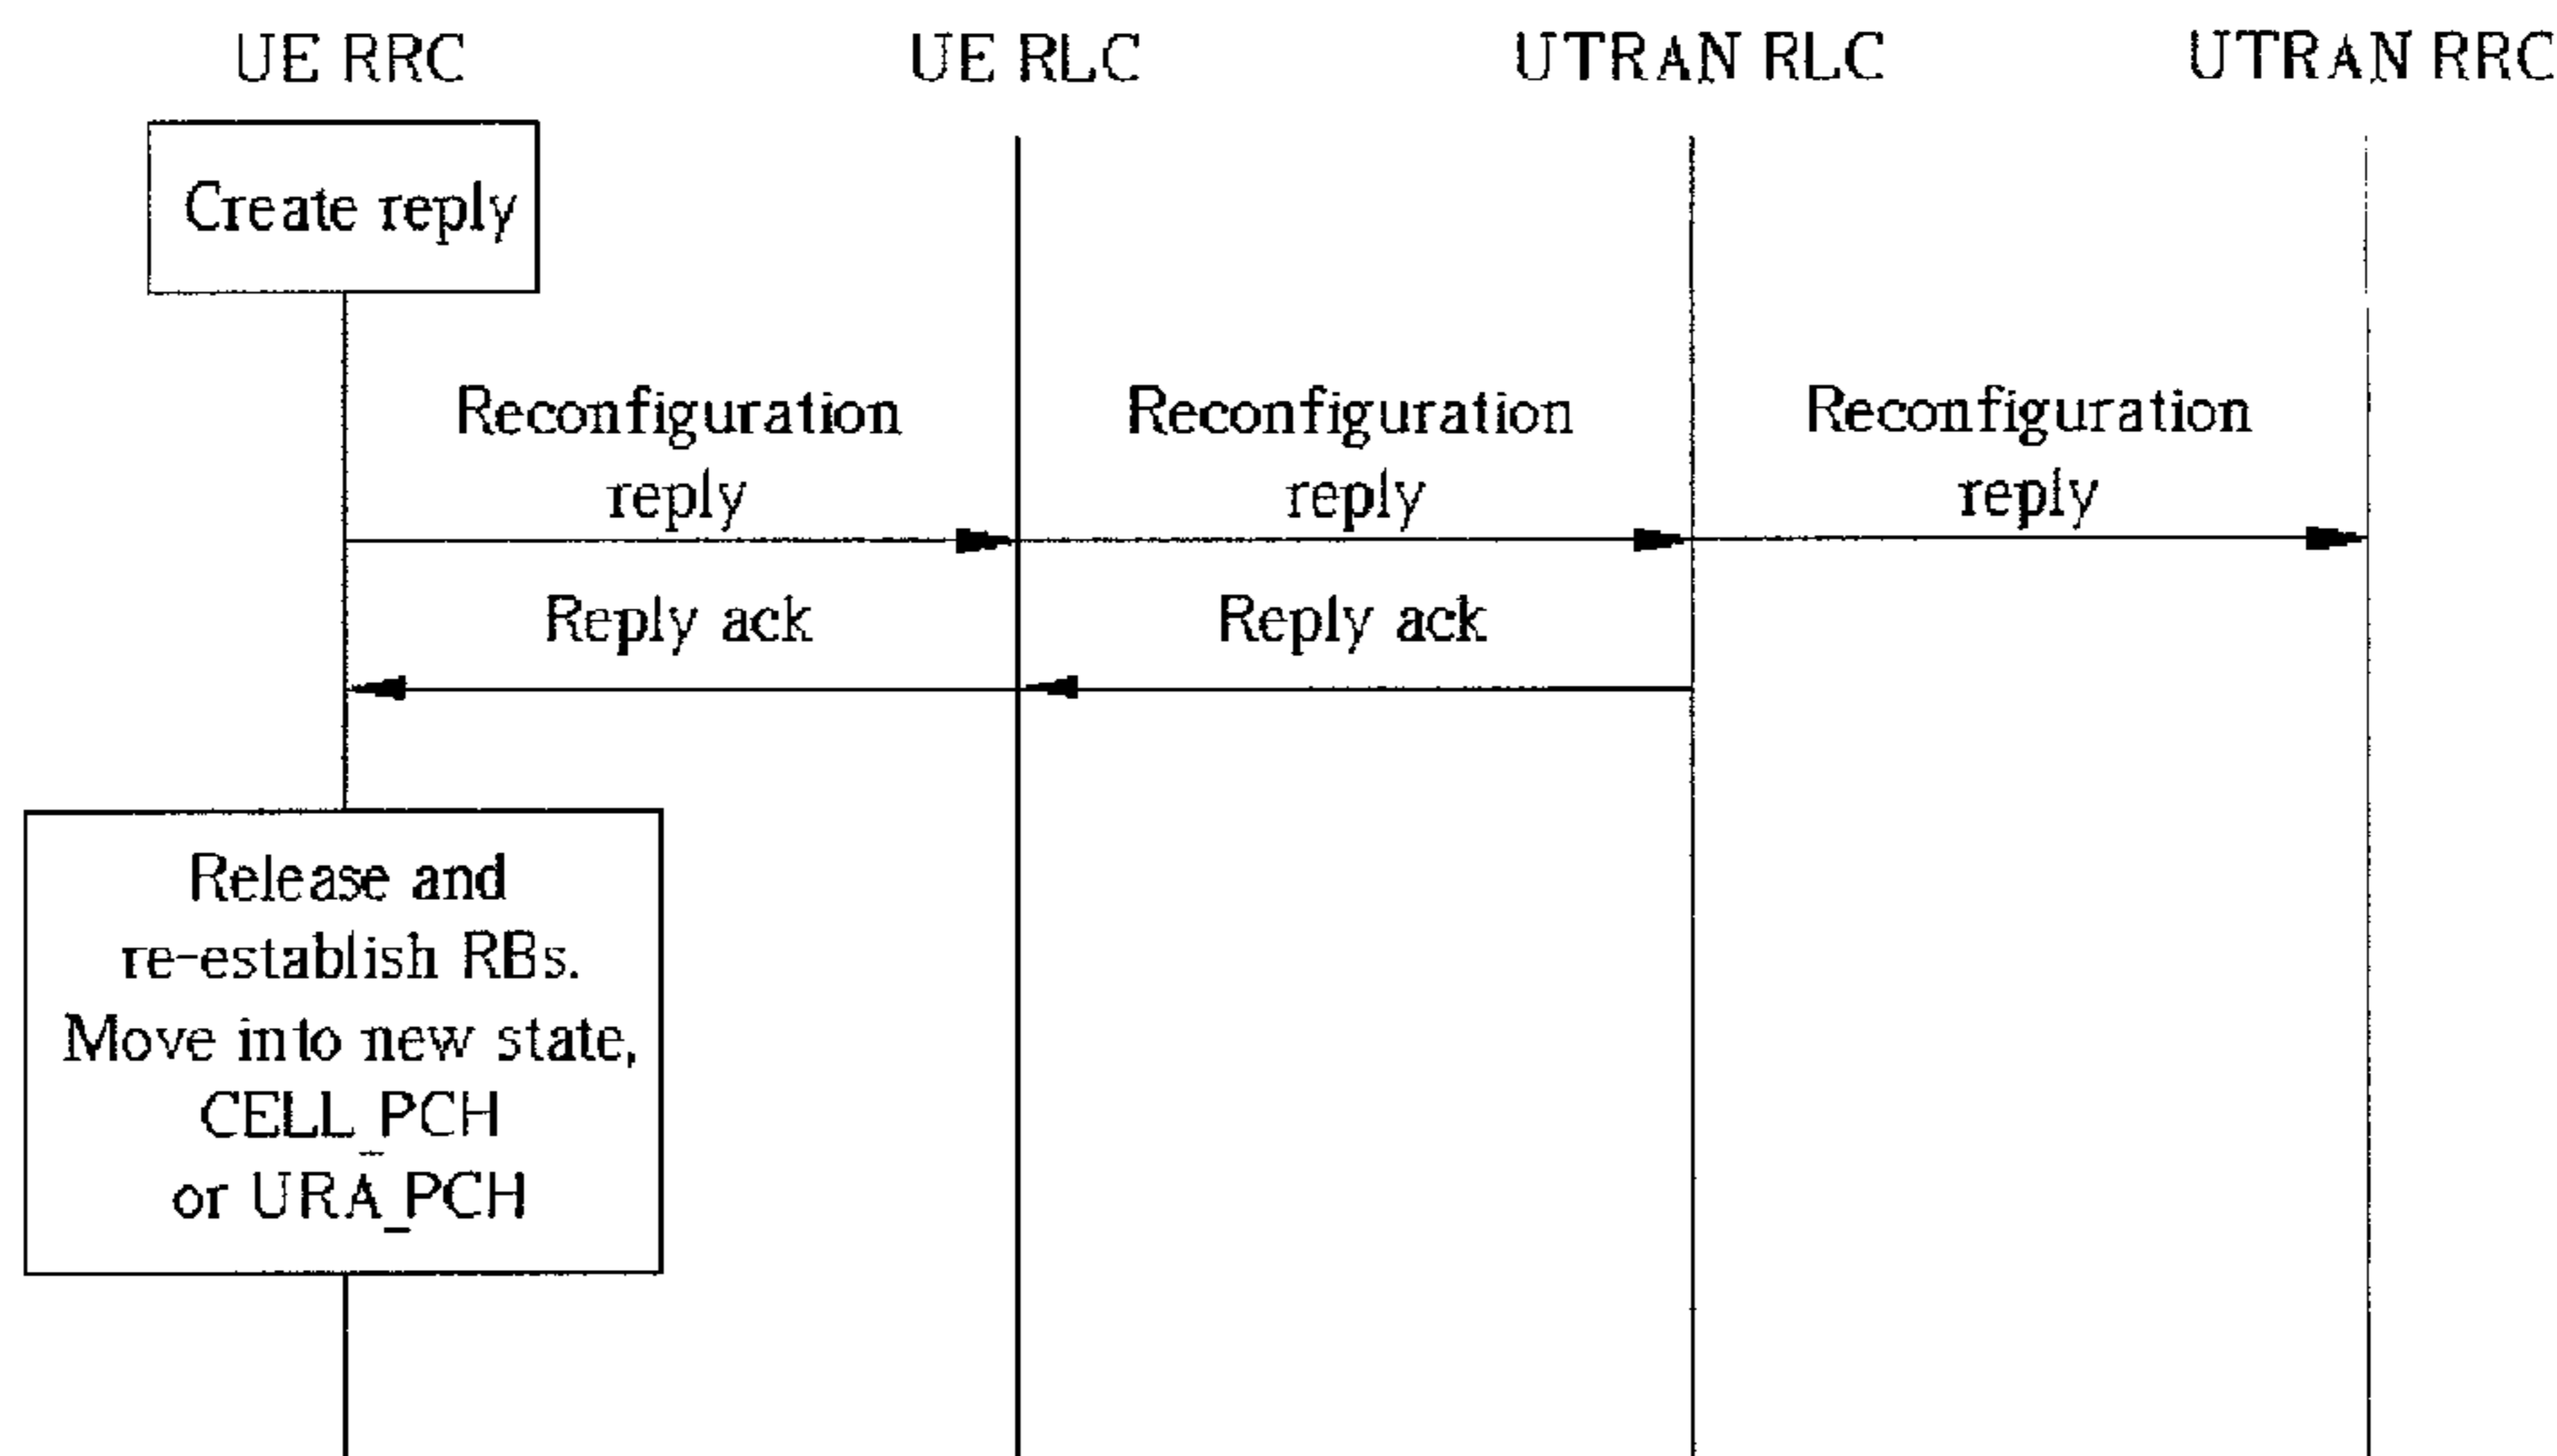 UE RRC
UE RLC
UTRAN RLC
UTRAN RRC
Create reply
Reconfiguration
reply
Reconfiguration
reply
Reconfiguration
reply
Reply ack
Reply ack
Release and
re-establish RBs.
Move into new state,
CELL_PCH
or URA_PCH